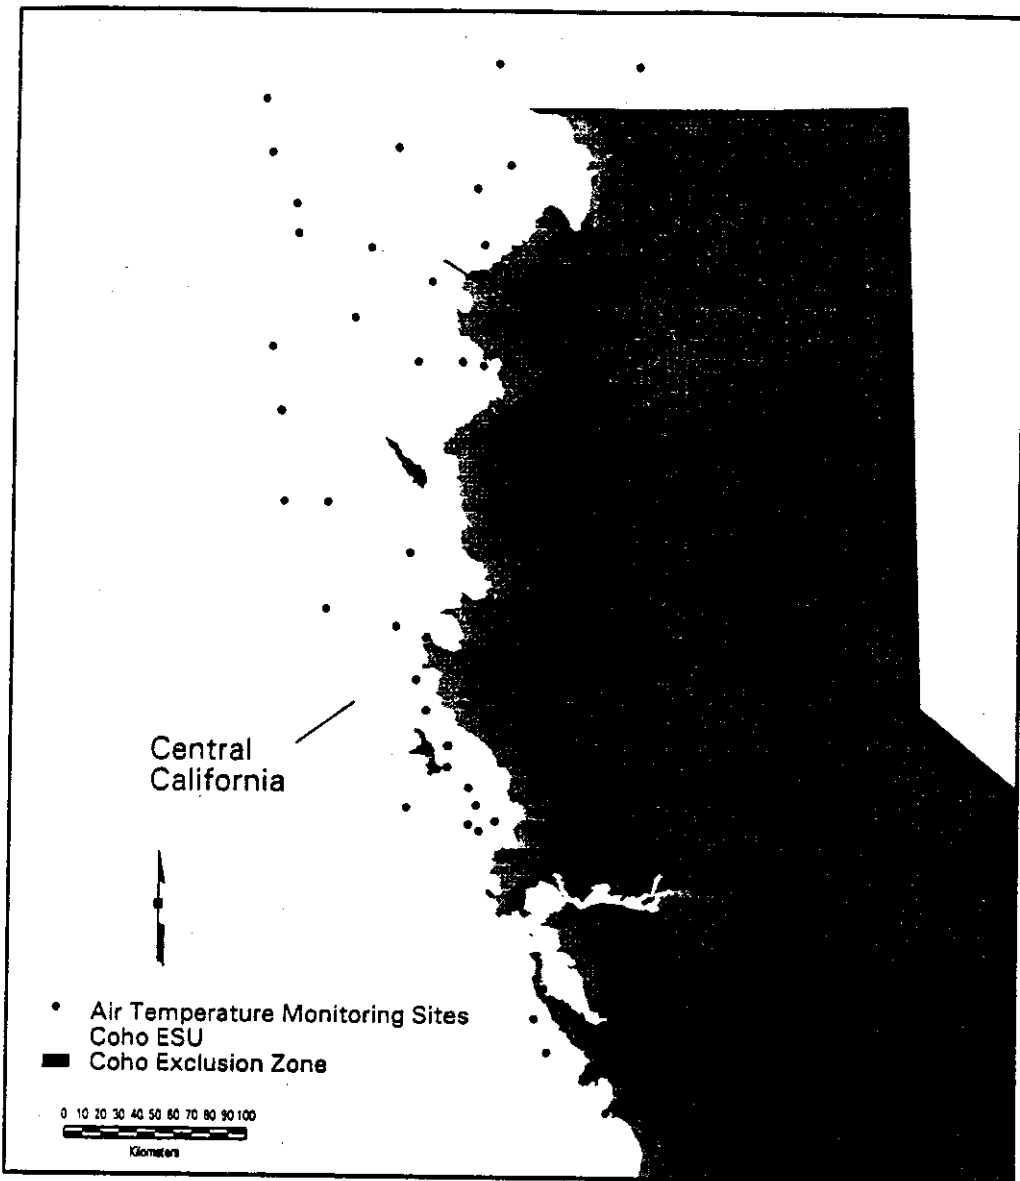 Central
California
Air Temperature Monitoring Sites
Coho ESU
Coho Exclusion Zone
0 10 20 30 40 50 60 70 80 90 100
Kilometers